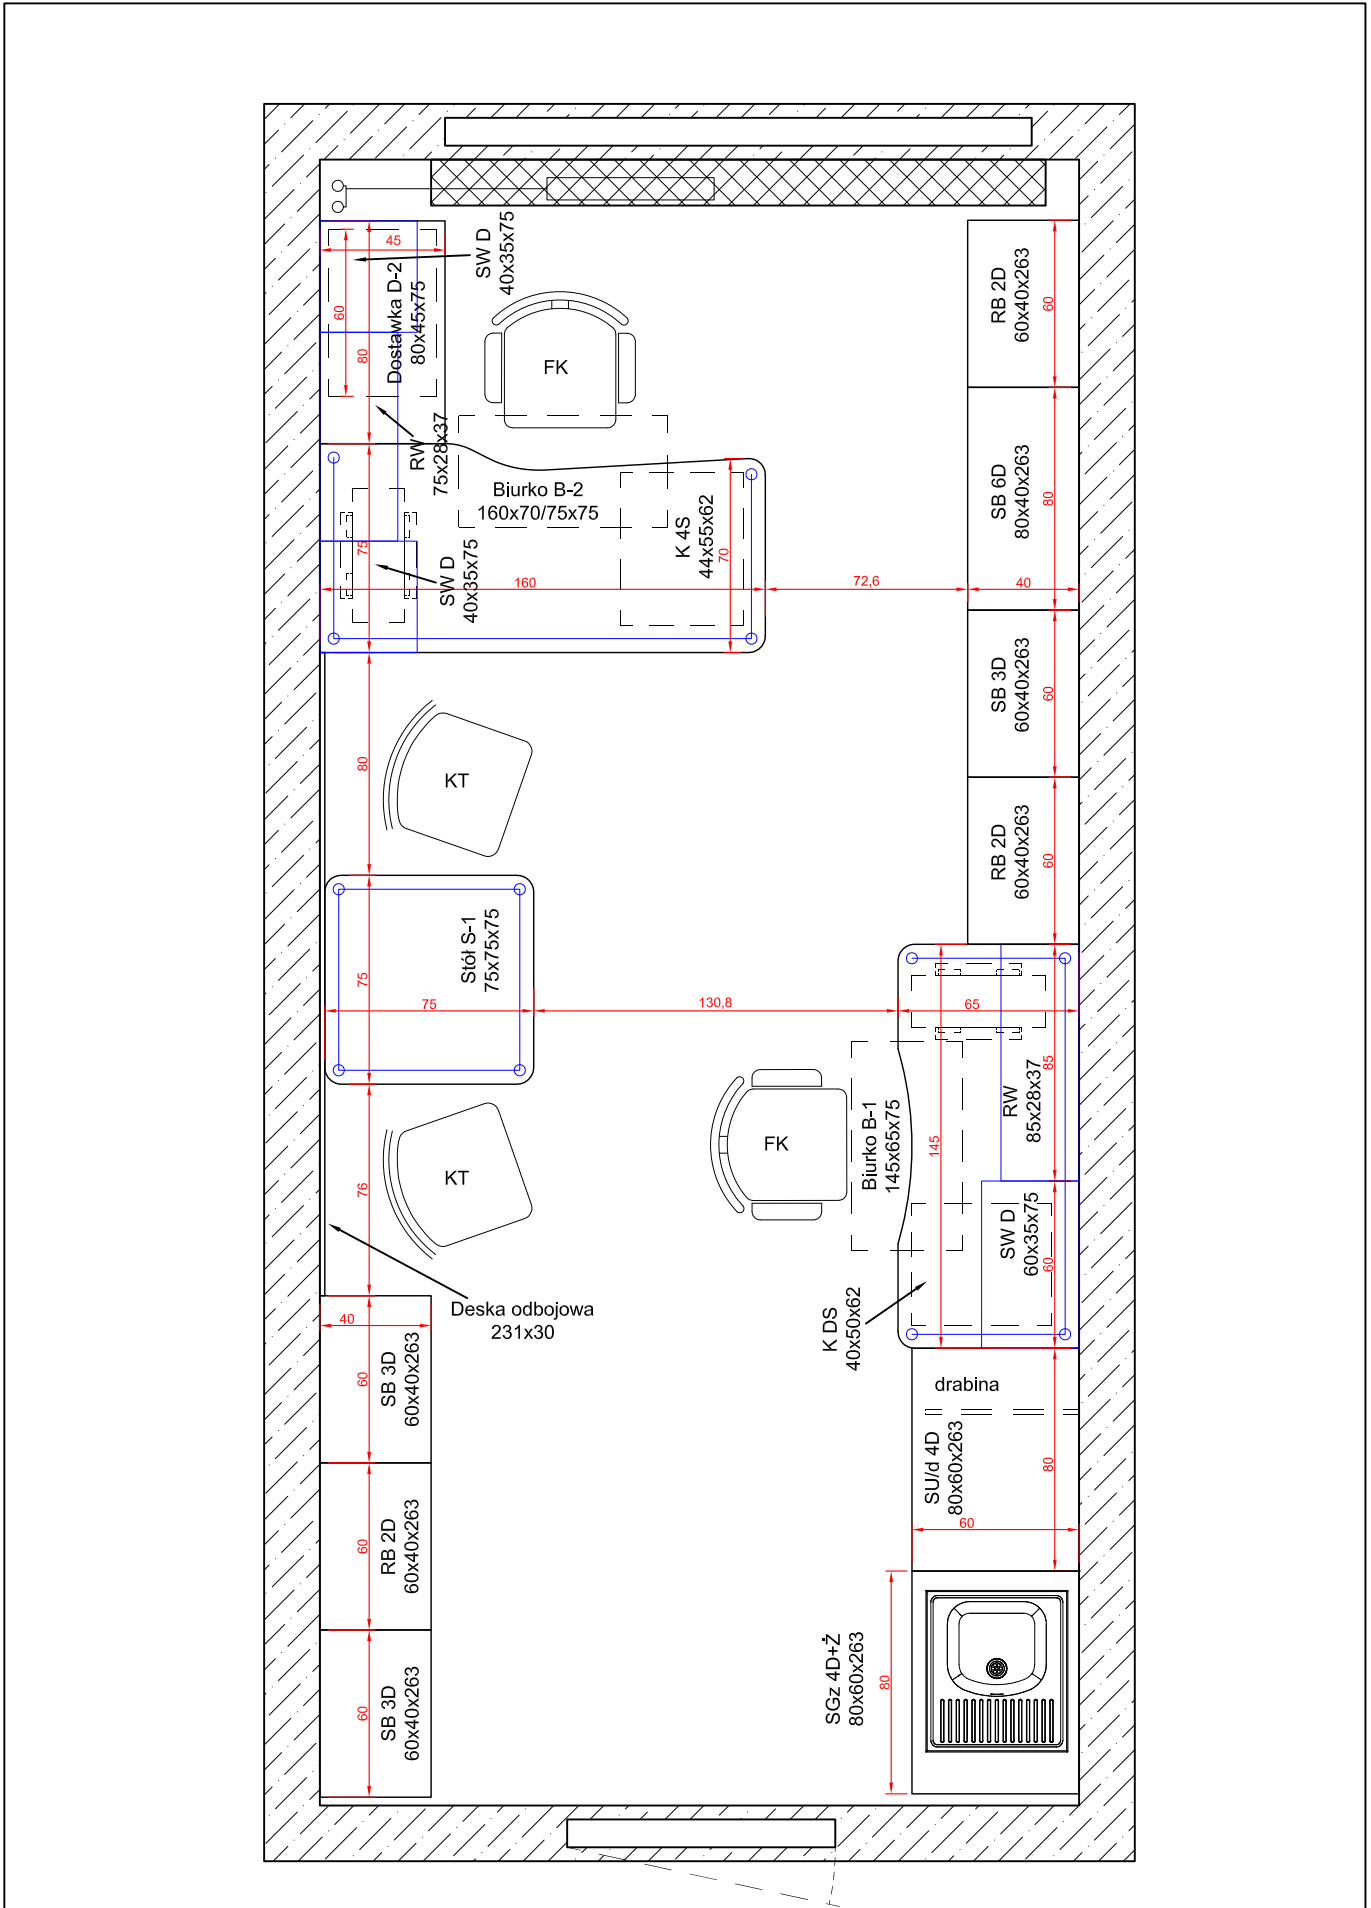 45
SW D
40x35x75
60
80
Dostawka D-2
80x45x75
FK
RB 2D
60x40x263
60
RW
75x28x37
Biurko B-2
160x70/75x75
K 4S
44x55x62
70
SB 6D
80x40x263
80
75
SW D
40x35x75
160
72,6
40
SB 3D
60x40x263
60
80
KT
RB 2D
60x40x263
60
Stół S-1
75x75x75
75
75
130,8
65
85
RW
85x28x37
FK
Biurko B-1
145x65x75
145
76
KT
SW D
60x35x75
60
K DS
40x50x62
Deska odbojowa
231x30
40
SB 3D
60x40x263
60
drabina
SU/d 4D
80x60x263
80
60
RB 2D
60x40x263
60
SGz 4D+Ż
80x60x263
80
SB 3D
60x40x263
60